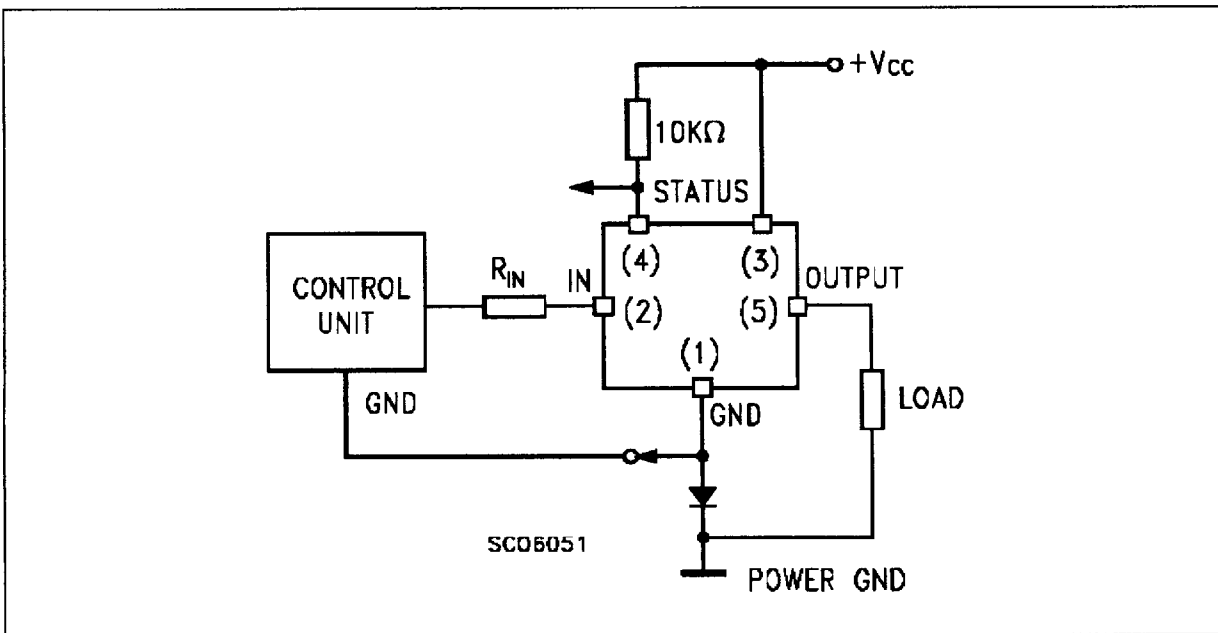 +Vcc
10KΩ
STATUS
(4)
(3)
CONTROL
UNIT
RIN
IN
(2)
(5)
OUTPUT
(1)
GND
GND
LOAD
SC06051
POWER GND